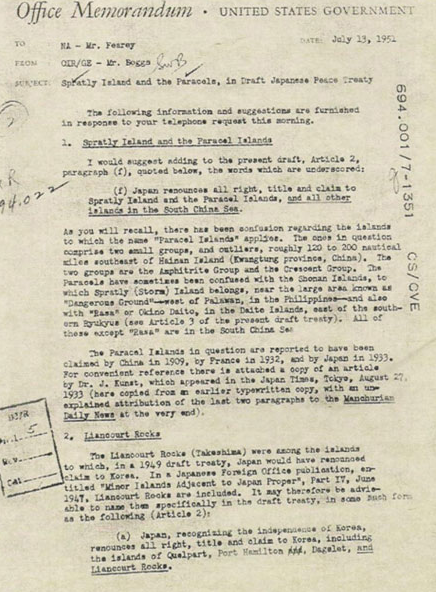 Office Memorandum • UNITED STATES GOVERNMENT
TO NA - Mr. Fearey DATE: July 13, 1951
FROM OIR/GE - Mr. Boggs SWB
SUBJECT: Spratly Island and the Paracels, in Draft Japanese Peace Treaty
The following information and suggestions are furnished
in response to your telephone request this morning.
1. Spratly Island and the Paracel Islands
I would suggest adding to the present draft, Article 2,
paragraph (f), quoted below, the words which are underscored:
(f) Japan renounces all right, title and claim to
Spratly Island and the Paracel Islands, and all other
islands in the South China Sea.
As you will recall, there has been confusion regarding the islands
to which the name "Paracel Islands" applies. The ones in question
comprise two small groups, and outliers, roughly 120 to 200 nautical
miles southeast of Hainan Island (Kwangtung province, China). The
two groups are the Amphitrite Group and the Crescent Group. The
Paracels have sometimes been confused with the Shonan Islands, to
which Spratly (Storm) Island belongs, near the large area known as
"Dangerous Ground"—west of Palawan, in the Philippines—and also
with "Rasa" or Okino Daito, in the Daito Islands, east of the south-
ern Ryukyus (see Article 3 of the present draft treaty). All of
these except "Rasa" are in the South China Sea
The Paracel Islands in question are reported to have been
claimed by China in 1909, by France in 1932, and by Japan in 1933.
For convenient reference there is attached a copy of an article
by Dr. J. Kunst, which appeared in the Japan Times, Tokyo, August 27,
1933 (here copied from an earlier typewritten copy, with an un-
explained attribution of the last two paragraphs to the Manchurian
Daily News at the very end).
2. Liancourt Rocks
The Liancourt Rocks (Takeshima) were among the islands
to which, in a 1949 draft treaty, Japan would have renounced
claim to Korea. In a Japanese Foreign Office publication, en-
titled "Minor Islands Adjacent to Japan Proper", Part IV, June
1947, Liancourt Rocks are included. It may therefore be advis-
able to name them specifically in the draft treaty, in some such form
as the following (Article 2):
(a) Japan, recognizing the independence of Korea,
renounces all right, title and claim to Korea, including
the islands of Quelpart, Port Hamilton, Dagelet, and
Liancourt Rocks.
694.001/7-1351
CS/CVE
94.022